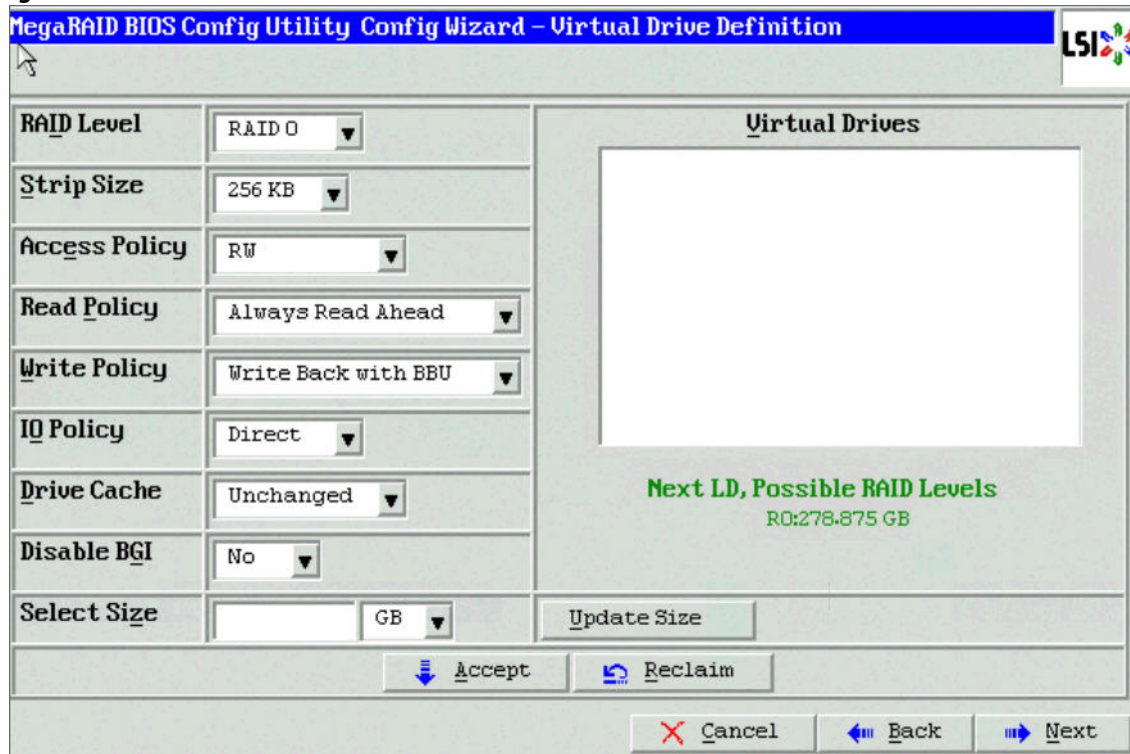 MegaRAID BIOS Config Utility Config Wizard – Virtual Drive Definition
LSI
RAID Level
RAID 0
Strip Size
256 KB
Access Policy
RW
Read Policy
Always Read Ahead
Write Policy
Write Back with BBU
IO Policy
Direct
Drive Cache
Unchanged
Disable BGI
No
Select Size
GB
Virtual Drives
Next LD, Possible RAID Levels
R0:278.875 GB
Update Size
Accept
Reclaim
Cancel
Back
Next